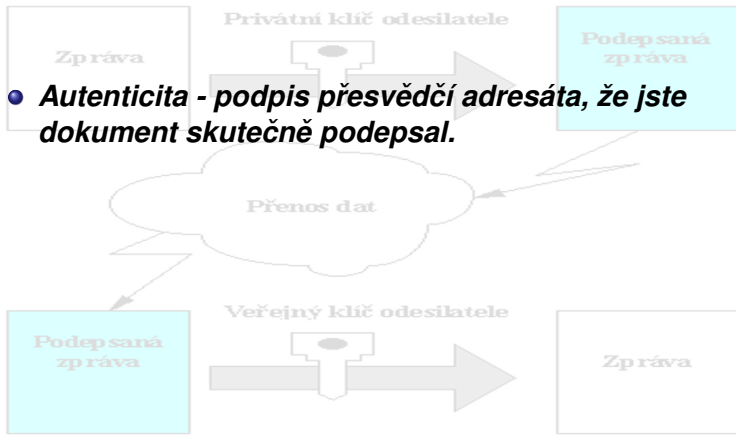 Privátní klíč odesilatele
Zpráva
Podepsaná
zpráva
Autenticita - podpis přesvědčí adresáta, že jste
dokument skutečně podepsal.
Přenos dat
Veřejný klíč odesilatele
Podepsaná
zpráva
Zpráva